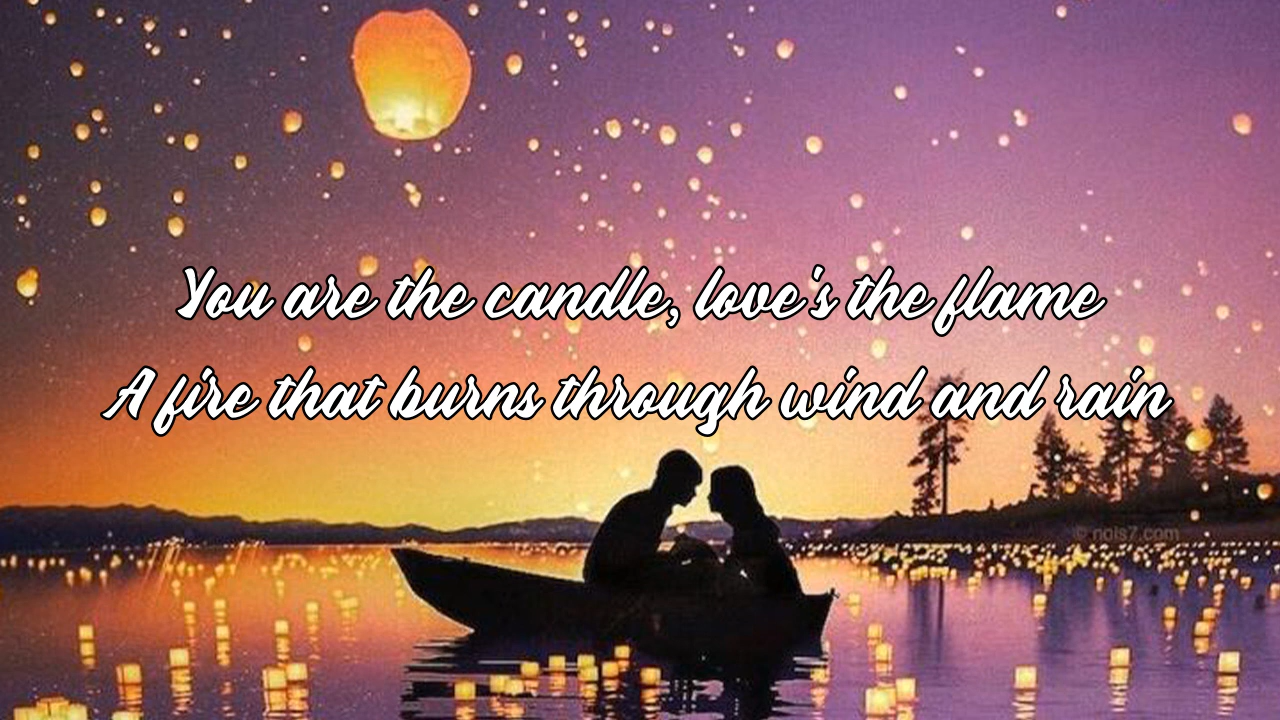 You are the candle, love's the flame
A fire that burns through wind and rain
© nois7.com